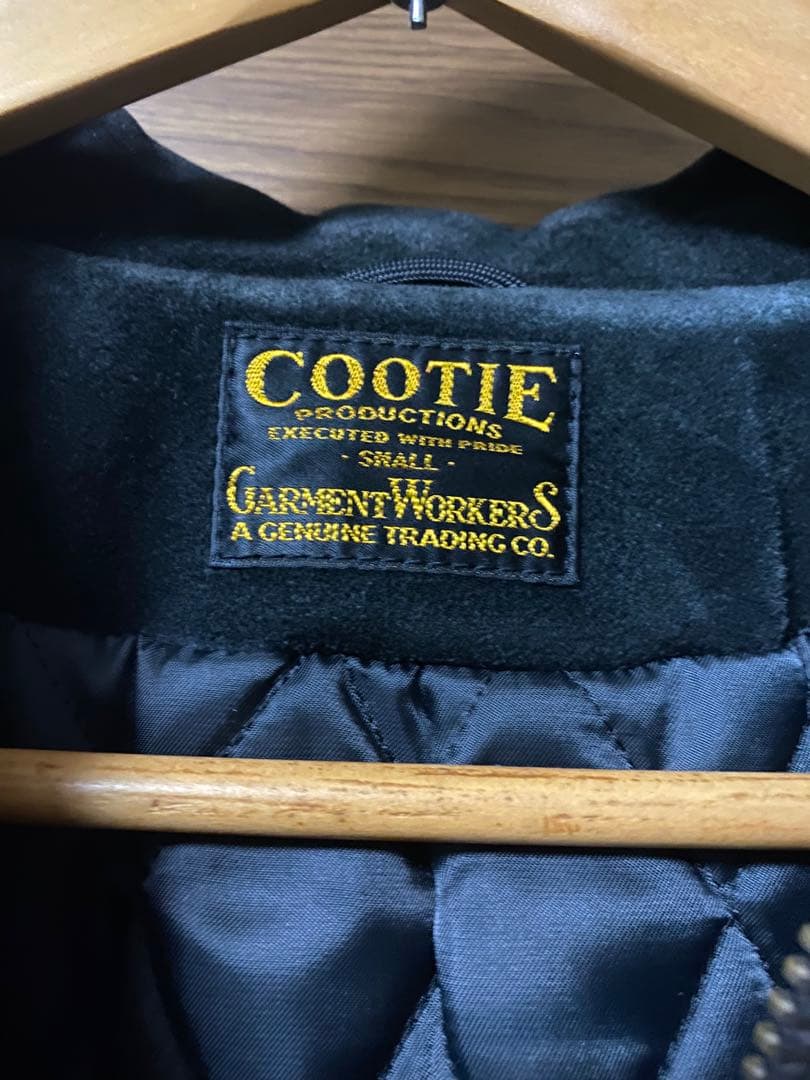 COOTIE
PRODUCTIONS
EXECUTED WITH PRIDE
- SMALL -
GARMENT WORKERS
A GENUINE TRADING CO.